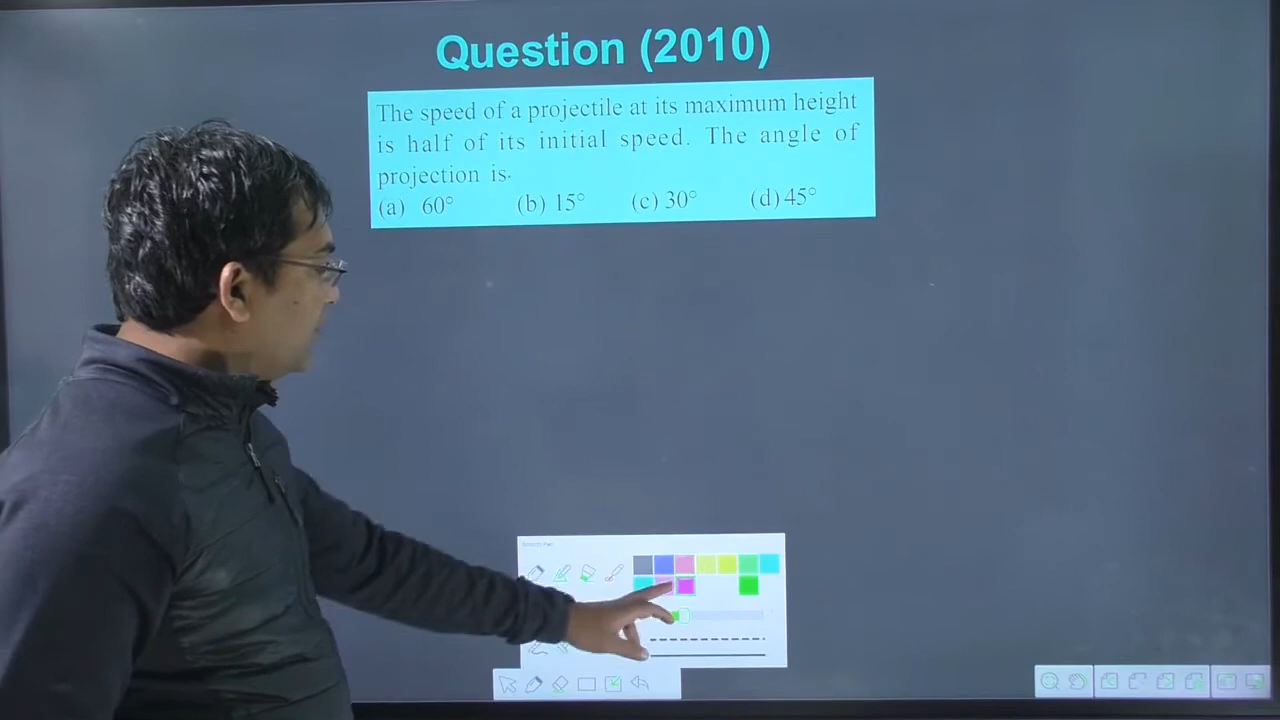 Question (2010)
The speed of a projectile at its maximum height
is half of its initial speed. The angle of
projection is.
(a) 60° (b) 15° (c) 30° (d) 45°